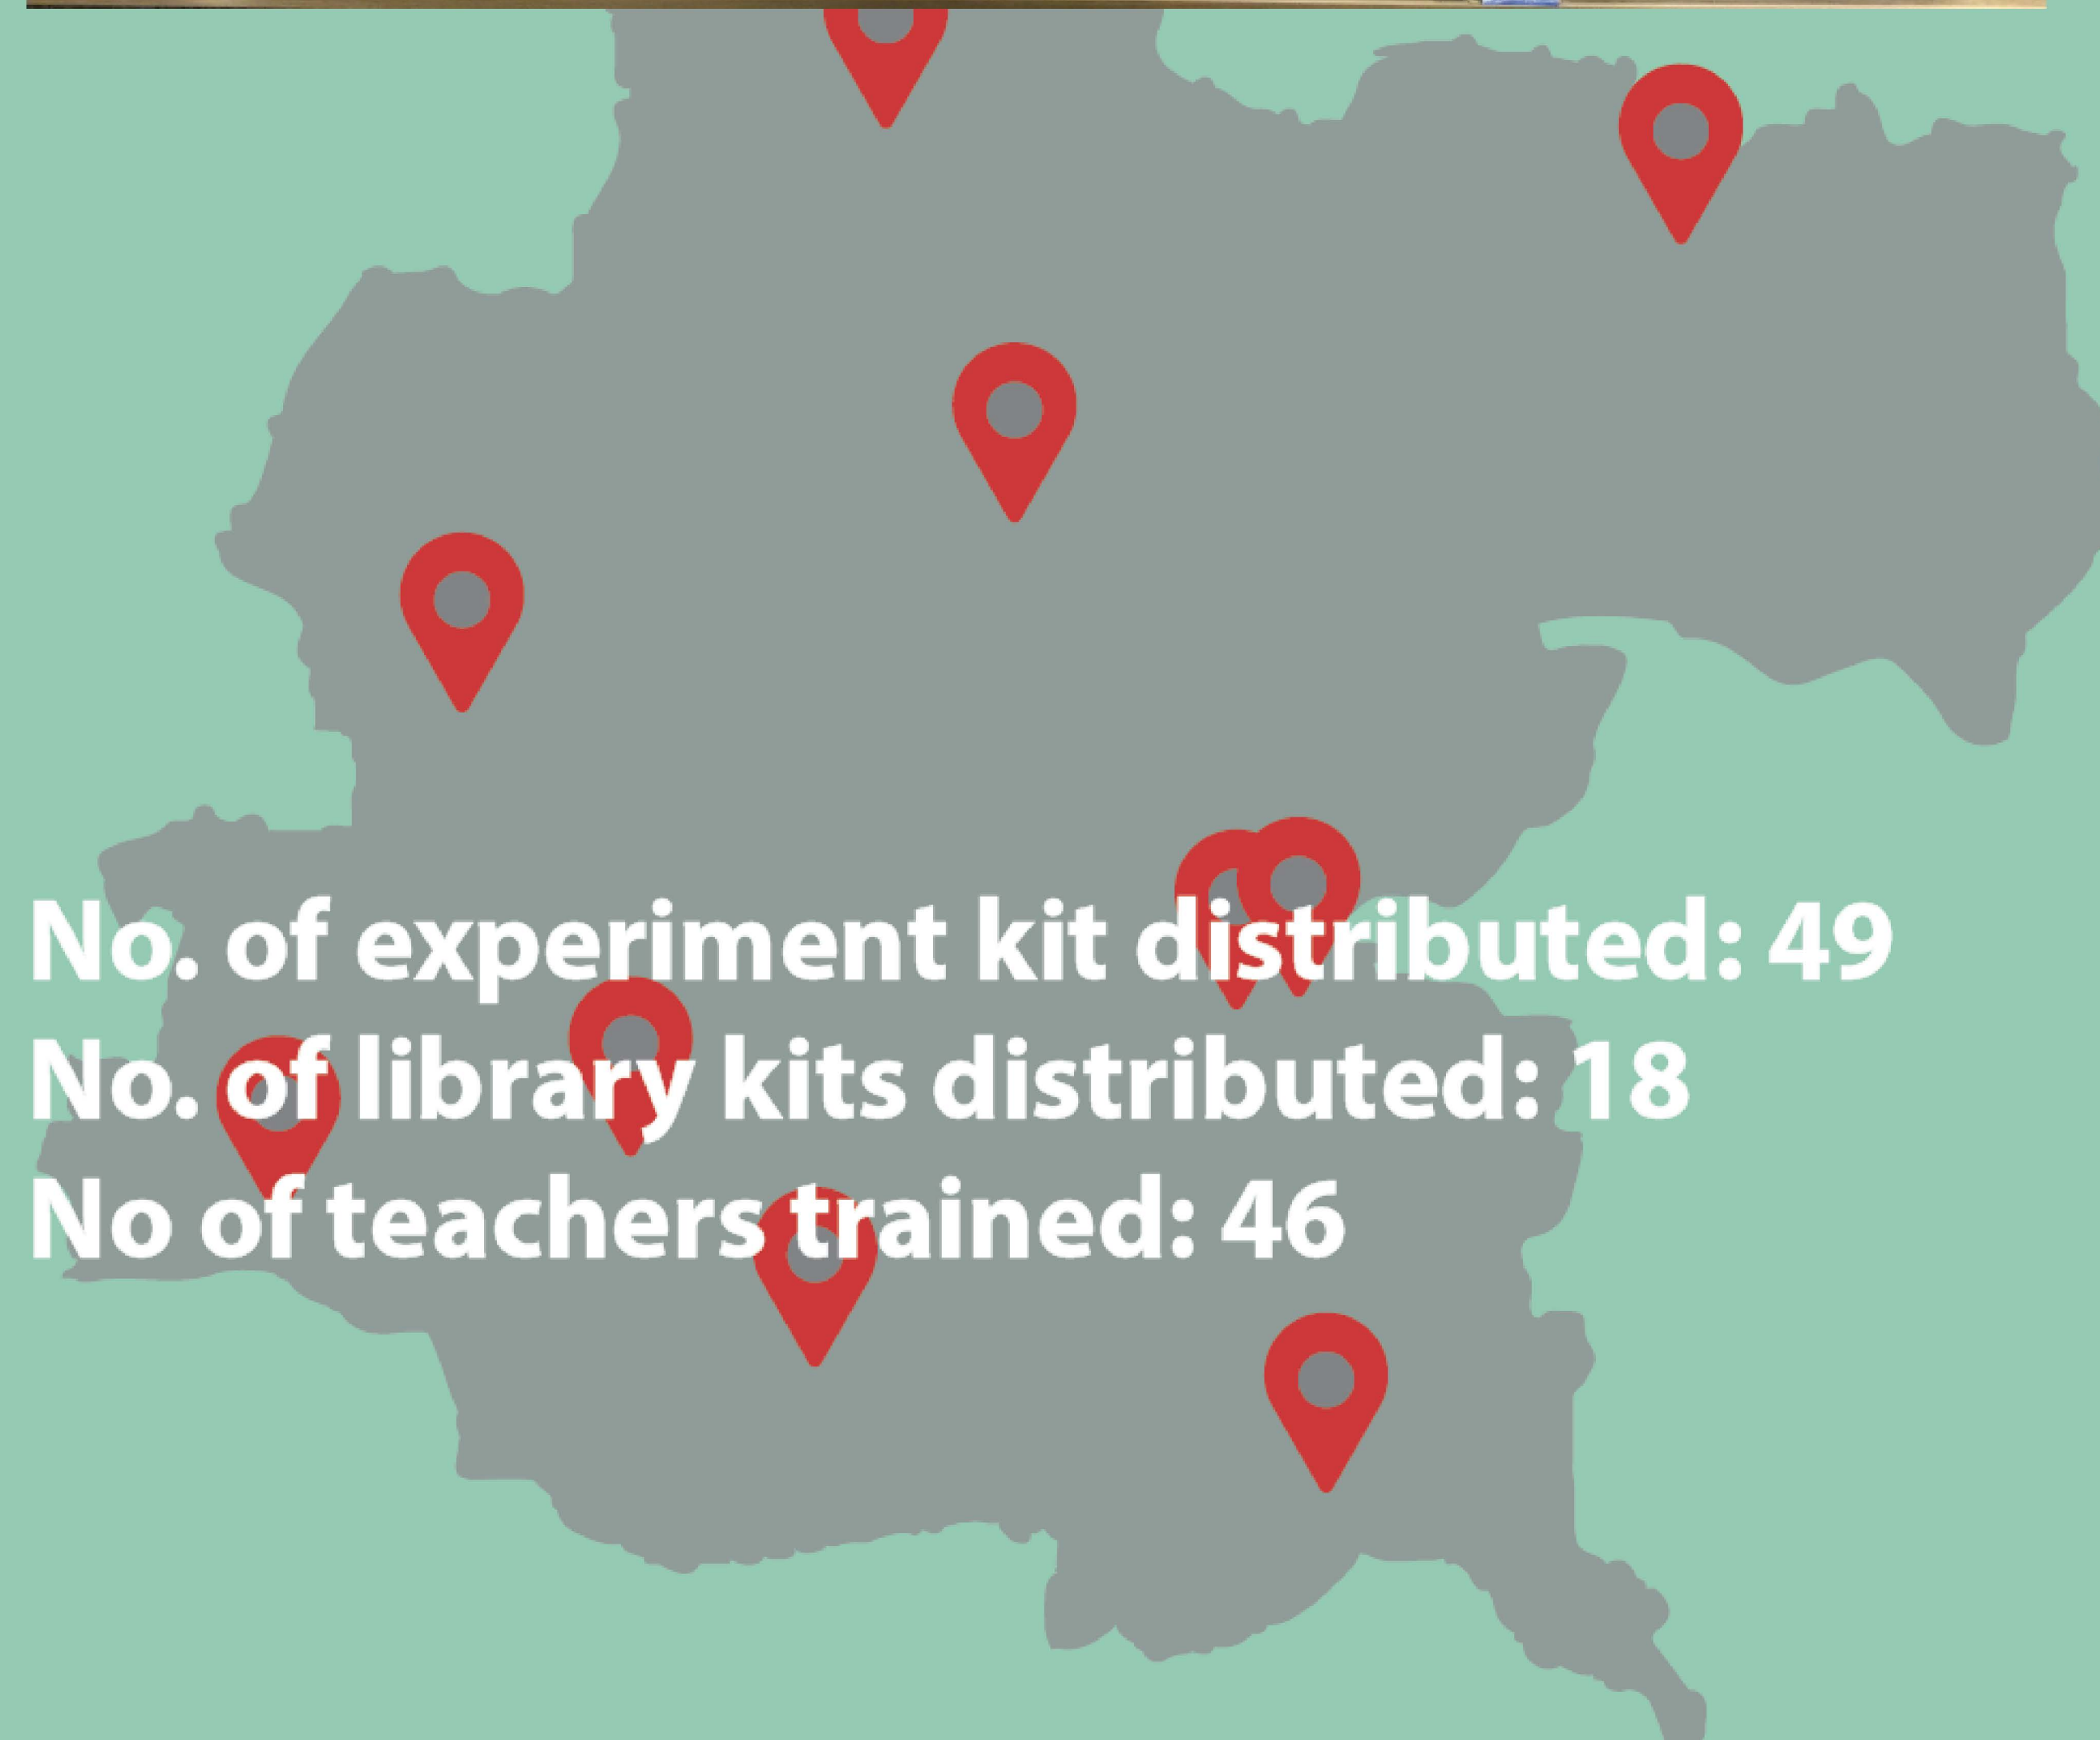 No. of experiment kit distributed: 49
No. of library kits distributed: 18
No of teachers trained: 46